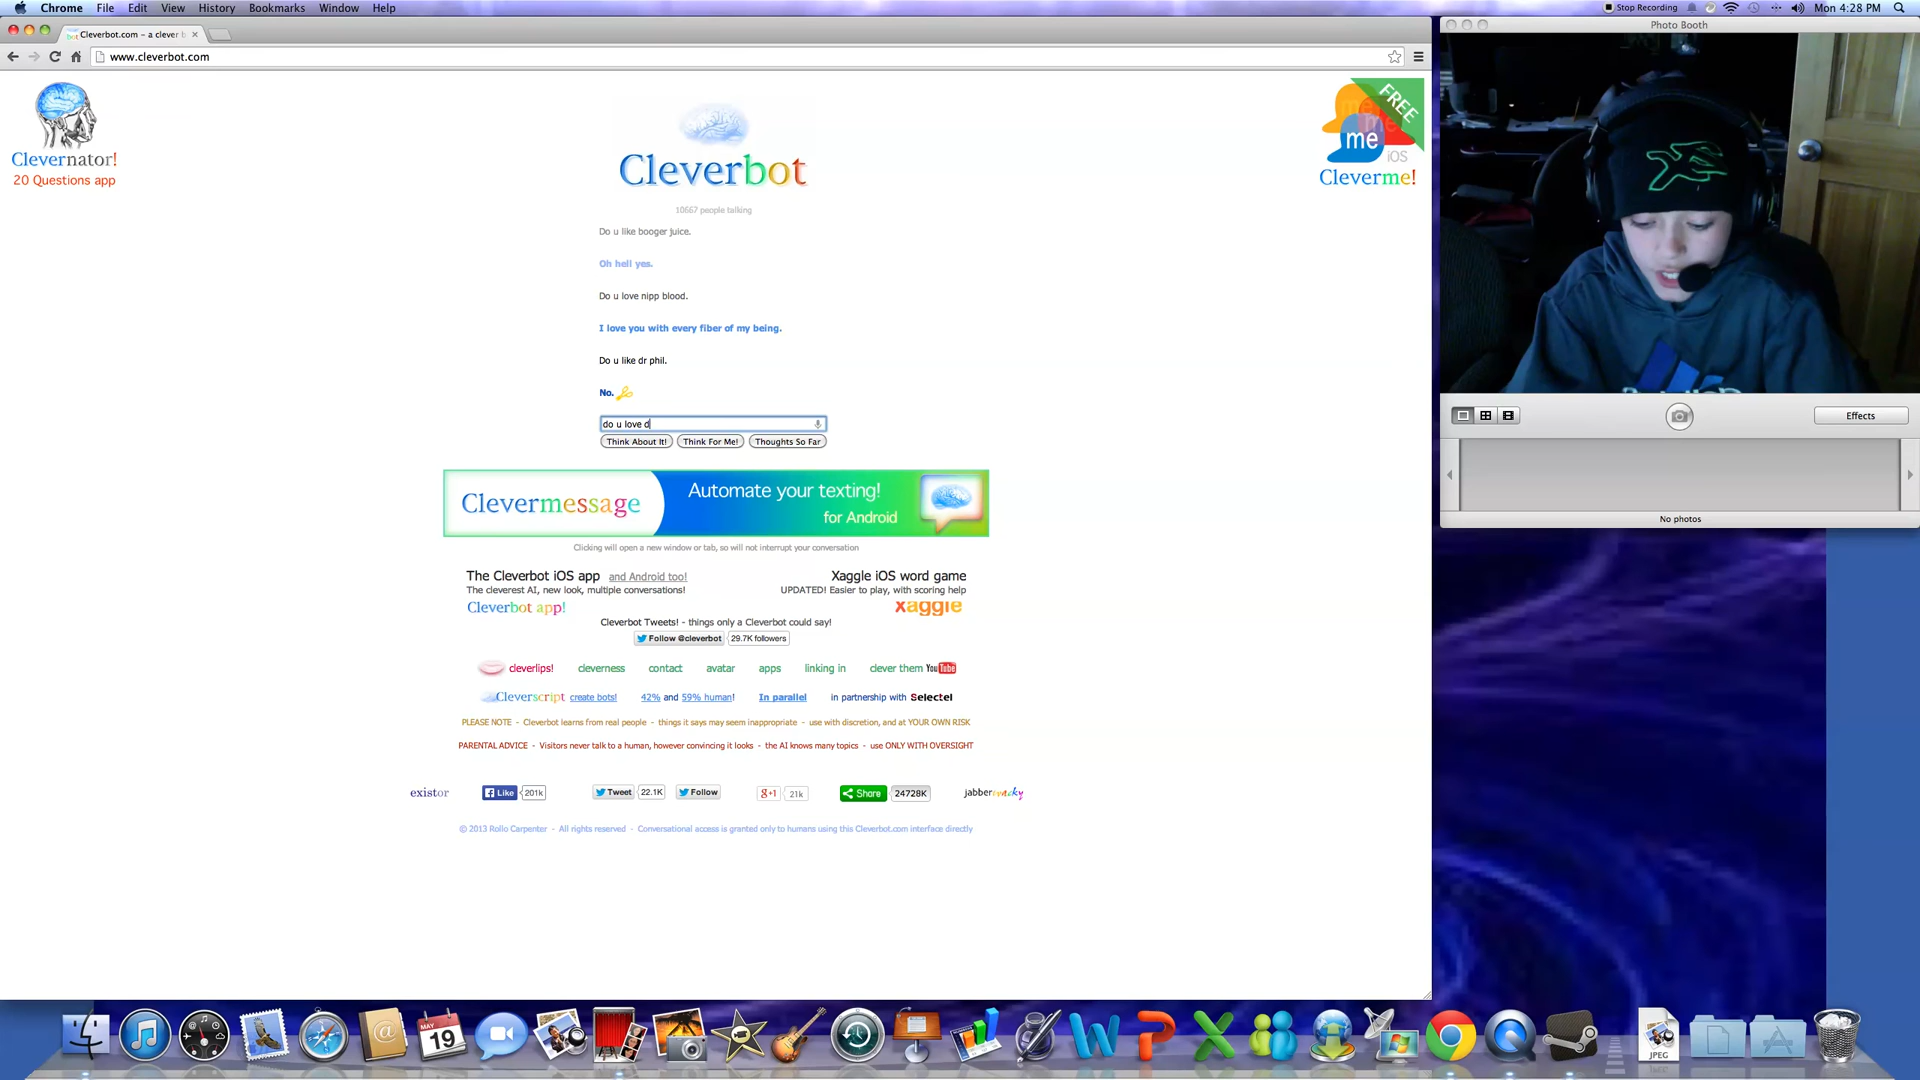 Chrome File Edit View History Bookmarks Window Help
Stop Recording
Mon 4:28 PM
Cleverbot.com – a clever b
www.cleverbot.com
Photo Booth
Clevernator!
20 Questions app
Cleverbot
10667 people talking
FREE
me
iOS
Cleverme!
Do u like booger juice.
Oh hell yes.
Do u love nipp blood.
I love you with every fiber of my being.
Do u like dr phil.
No.
do u love d
Think About It! Think For Me! Thoughts So Far
Effects
No photos
Clevermessage
Automate your texting!
for Android
Clicking will open a new window or tab, so will not interrupt your conversation
The Cleverbot iOS app and Android too!
The cleverest AI, new look, multiple conversations!
Cleverbot app!
Xaggle iOS word game
UPDATED! Easier to play, with scoring help
xaggle
Cleverbot Tweets! - things only a Cleverbot could say!
Follow @cleverbot 29.7K followers
cleverlips! cleverness contact avatar apps linking in clever them YouTube
Cleverscript create bots! 42% and 59% human! In parallel in partnership with Selectel
PLEASE NOTE - Cleverbot learns from real people - things it says may seem inappropriate - use with discretion, and at YOUR OWN RISK
PARENTAL ADVICE - Visitors never talk to a human, however convincing it looks - the AI knows many topics - use ONLY WITH OVERSIGHT
existor Like 201k Tweet 22.1K Follow g+1 21k Share 24728K jabberwacky
© 2013 Rollo Carpenter - All rights reserved - Conversational access is granted only to humans using this Cleverbot.com interface directly
MAY
19
JPEG